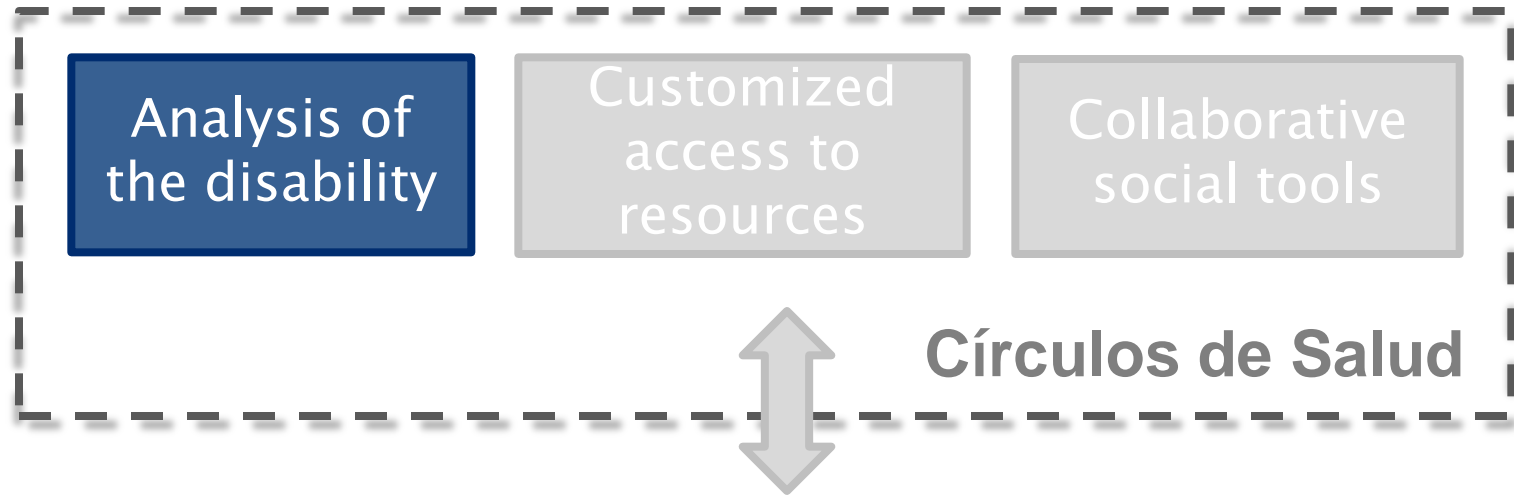 Analysis of
the disability
Customized
access to
resources
Collaborative
social tools
Círculos de Salud